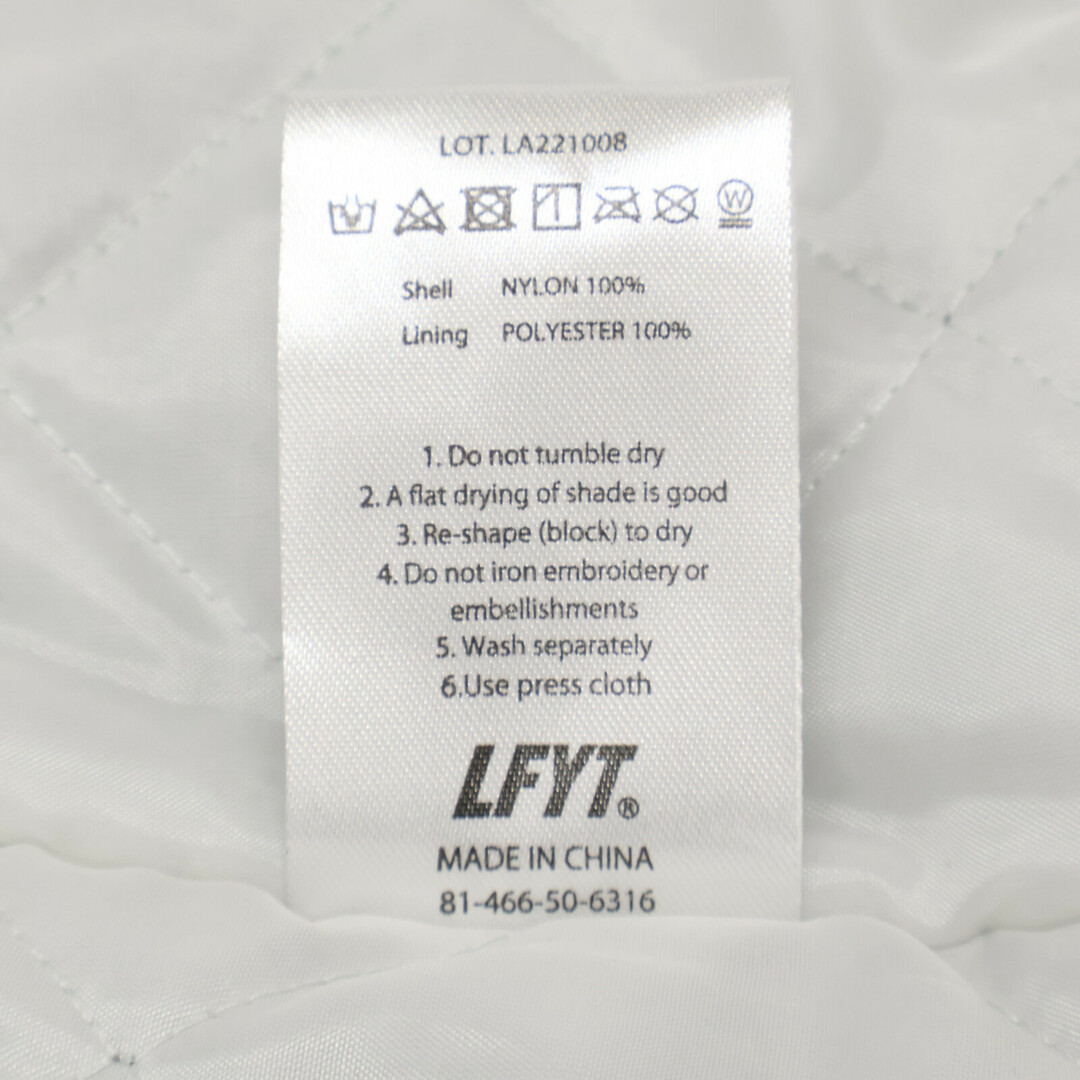 LOT. LA221008
W
Shell NYLON 100%
Lining POLYESTER 100%
1. Do not tumble dry
2. A flat drying of shade is good
3. Re-shape (block) to dry
4. Do not iron embroidery or
embellishments
5. Wash separately
6.Use press cloth
LFYT®
MADE IN CHINA
81-466-50-6316